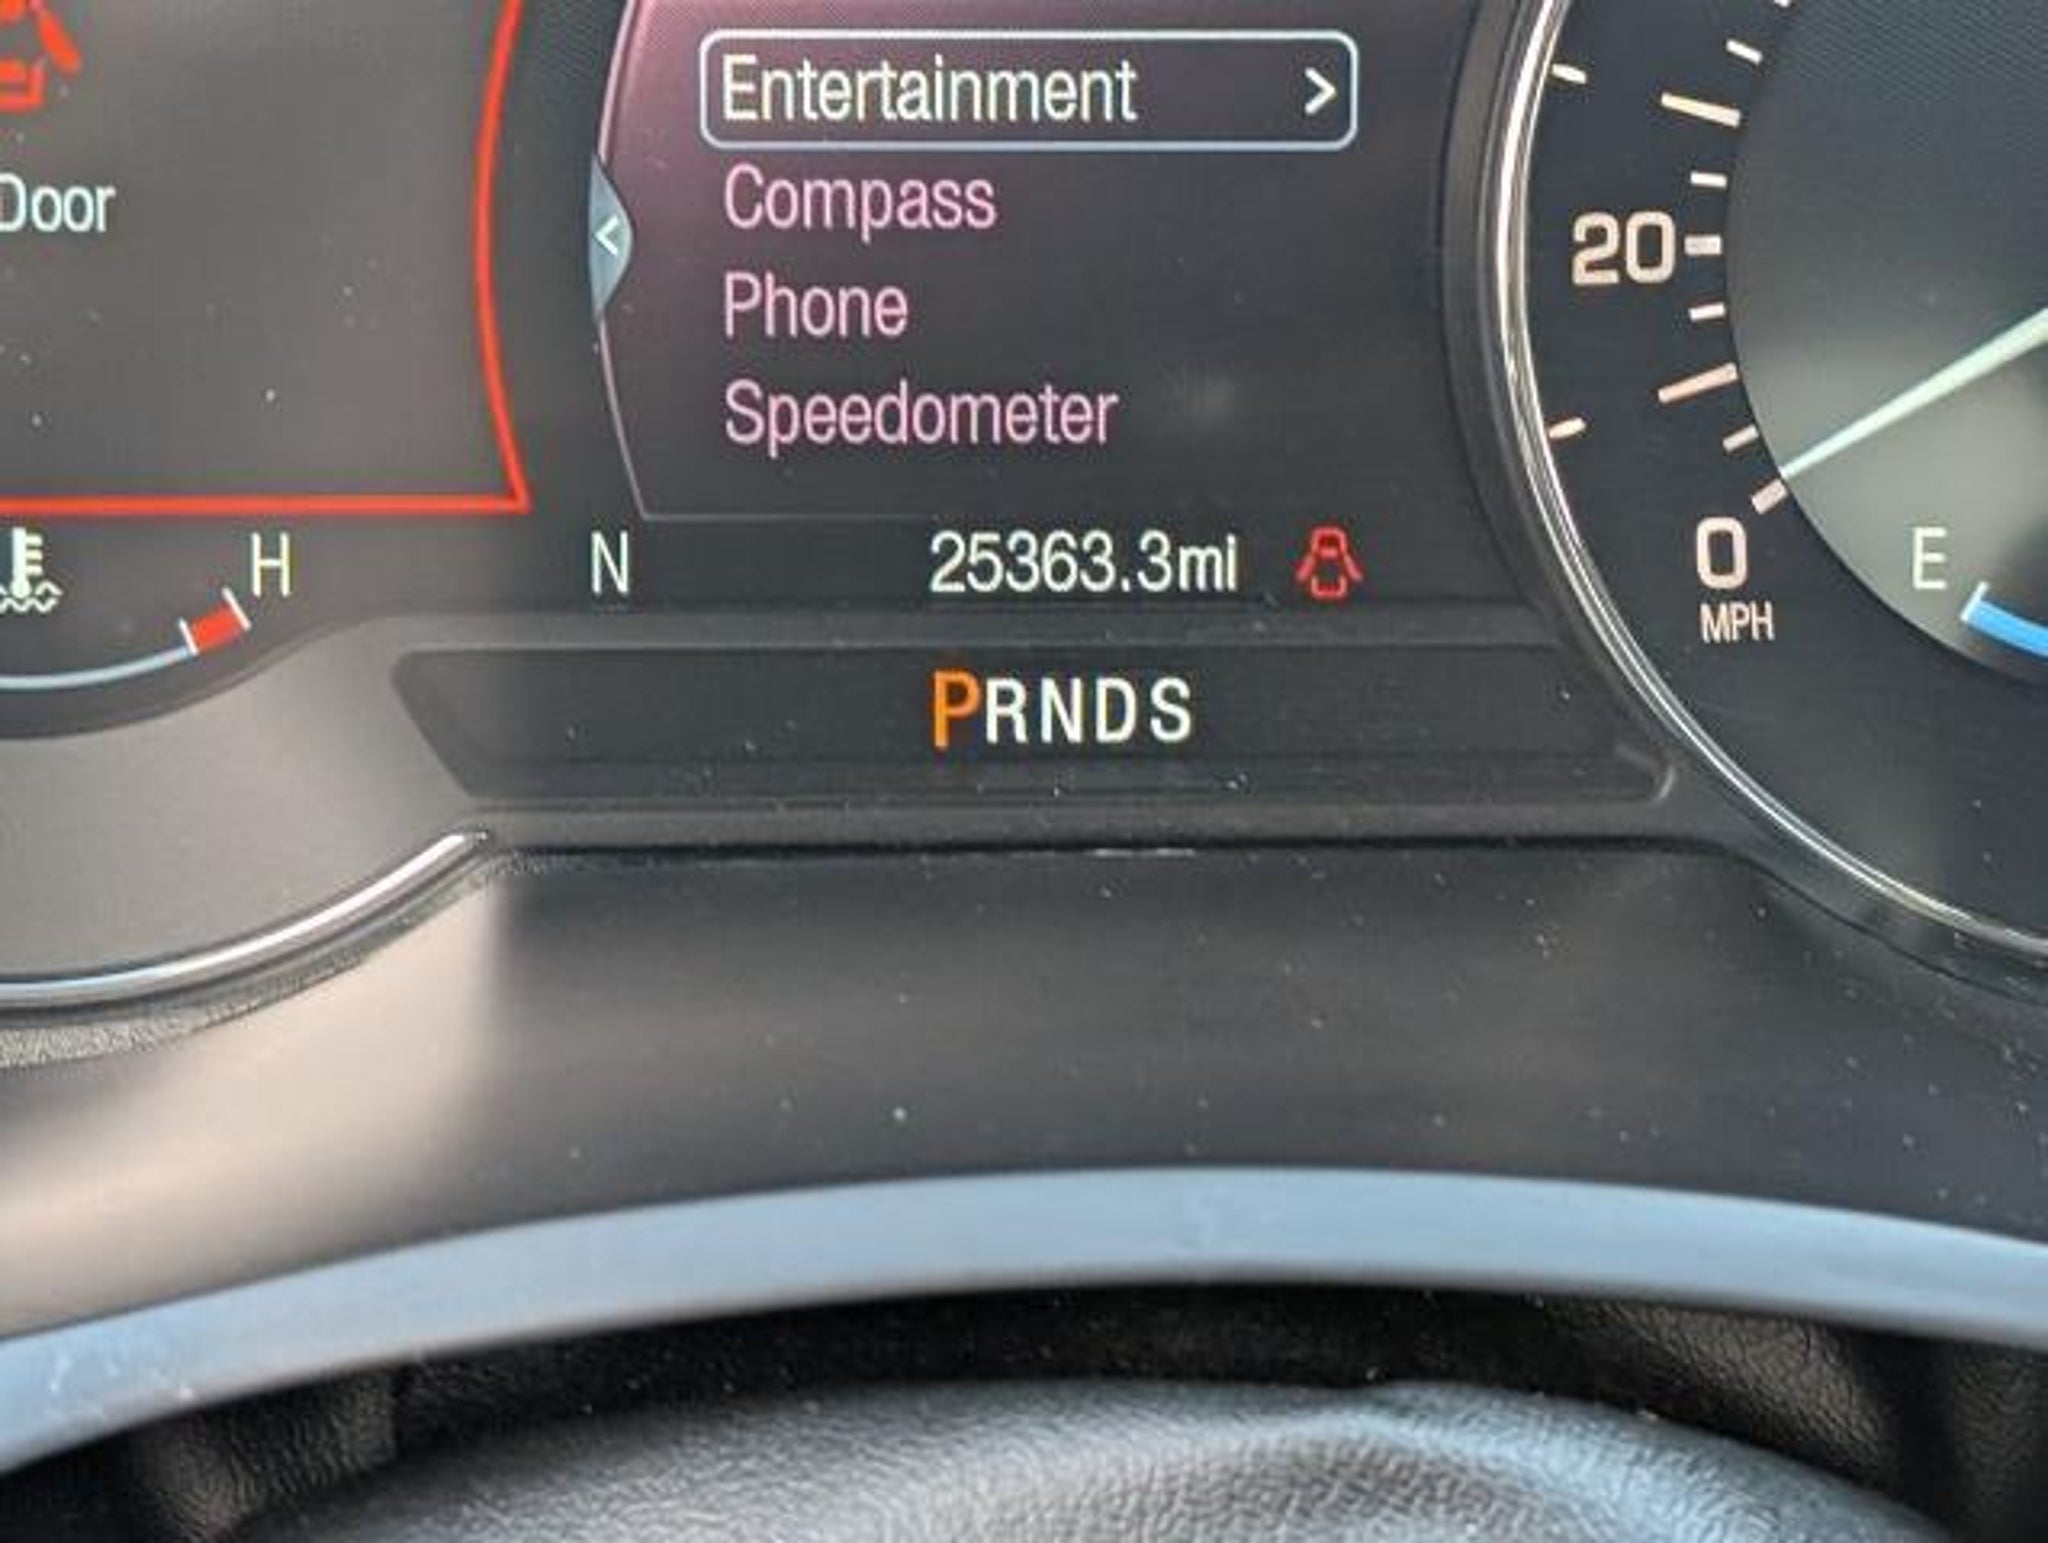 Entertainment >
Compass
Door
20
Phone
Speedometer
H
N
25363.3mi
0
E
MPH
PRNDS